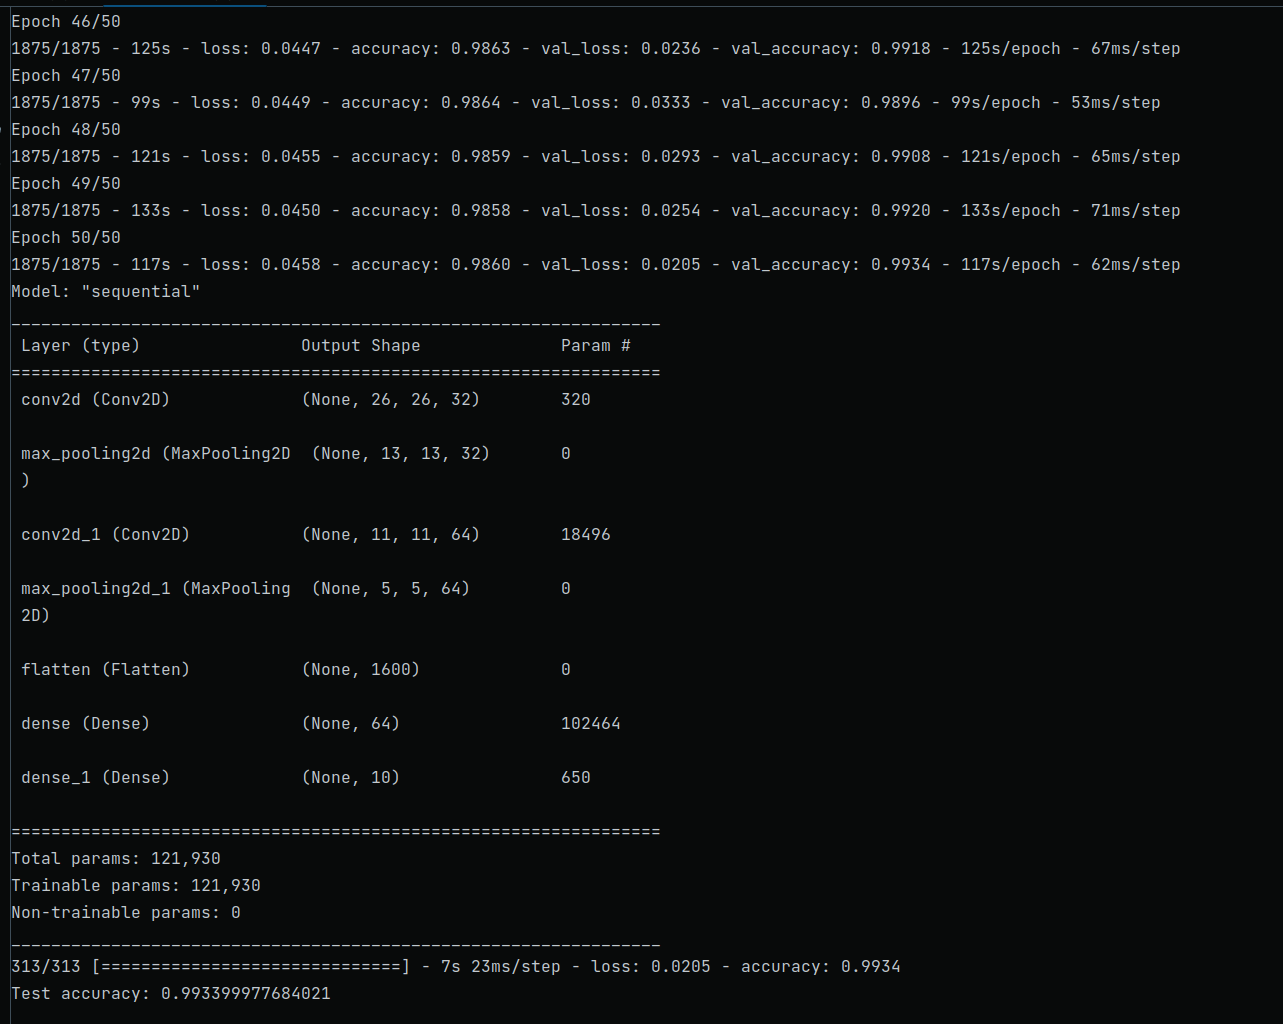 Epoch 46/50
1875/1875 - 125s - loss: 0.0447 - accuracy: 0.9863 - val_loss: 0.0236 - val_accuracy: 0.9918 - 125s/epoch - 67ms/step
Epoch 47/50
1875/1875 - 99s - loss: 0.0449 - accuracy: 0.9864 - val_loss: 0.0333 - val_accuracy: 0.9896 - 99s/epoch - 53ms/step
Epoch 48/50
1875/1875 - 121s - loss: 0.0455 - accuracy: 0.9859 - val_loss: 0.0293 - val_accuracy: 0.9908 - 121s/epoch - 65ms/step
Epoch 49/50
1875/1875 - 133s - loss: 0.0450 - accuracy: 0.9858 - val_loss: 0.0254 - val_accuracy: 0.9920 - 133s/epoch - 71ms/step
Epoch 50/50
1875/1875 - 117s - loss: 0.0458 - accuracy: 0.9860 - val_loss: 0.0205 - val_accuracy: 0.9934 - 117s/epoch - 62ms/step
Model: "sequential"
_________________________________________________________________
 Layer (type)                Output Shape              Param #
=================================================================
 conv2d (Conv2D)             (None, 26, 26, 32)        320
 max_pooling2d (MaxPooling2D  (None, 13, 13, 32)       0
 )
 conv2d_1 (Conv2D)           (None, 11, 11, 64)        18496
 max_pooling2d_1 (MaxPooling  (None, 5, 5, 64)         0
 2D)
 flatten (Flatten)           (None, 1600)              0
 dense (Dense)               (None, 64)                102464
 dense_1 (Dense)             (None, 10)                650
=================================================================
Total params: 121,930
Trainable params: 121,930
Non-trainable params: 0
_________________________________________________________________
313/313 [==============================] - 7s 23ms/step - loss: 0.0205 - accuracy: 0.9934
Test accuracy: 0.993399977684021